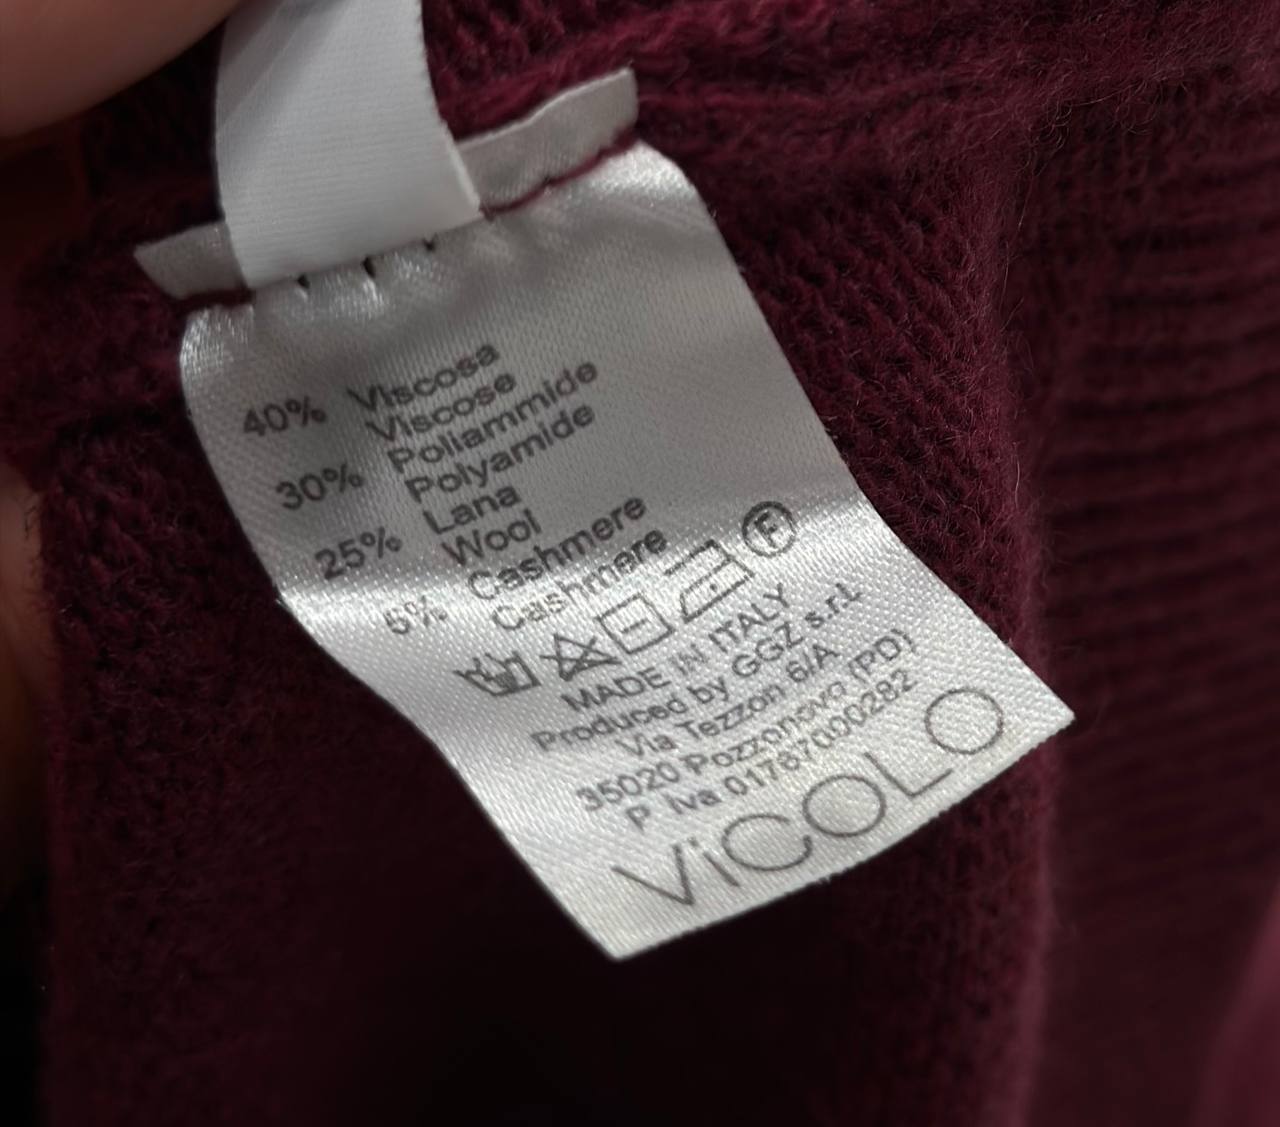 40% Viscosa
Viscose
30% Poliammide
Polyamide
25% Lana
Wool
5% Cashmere
Cashmere
F
MADE IN ITALY
Produced by GGZ s.r.l.
Via Tezzon 6/A
35020 Pozzonovo (PD)
P. Iva 01787000282
ViCOLO